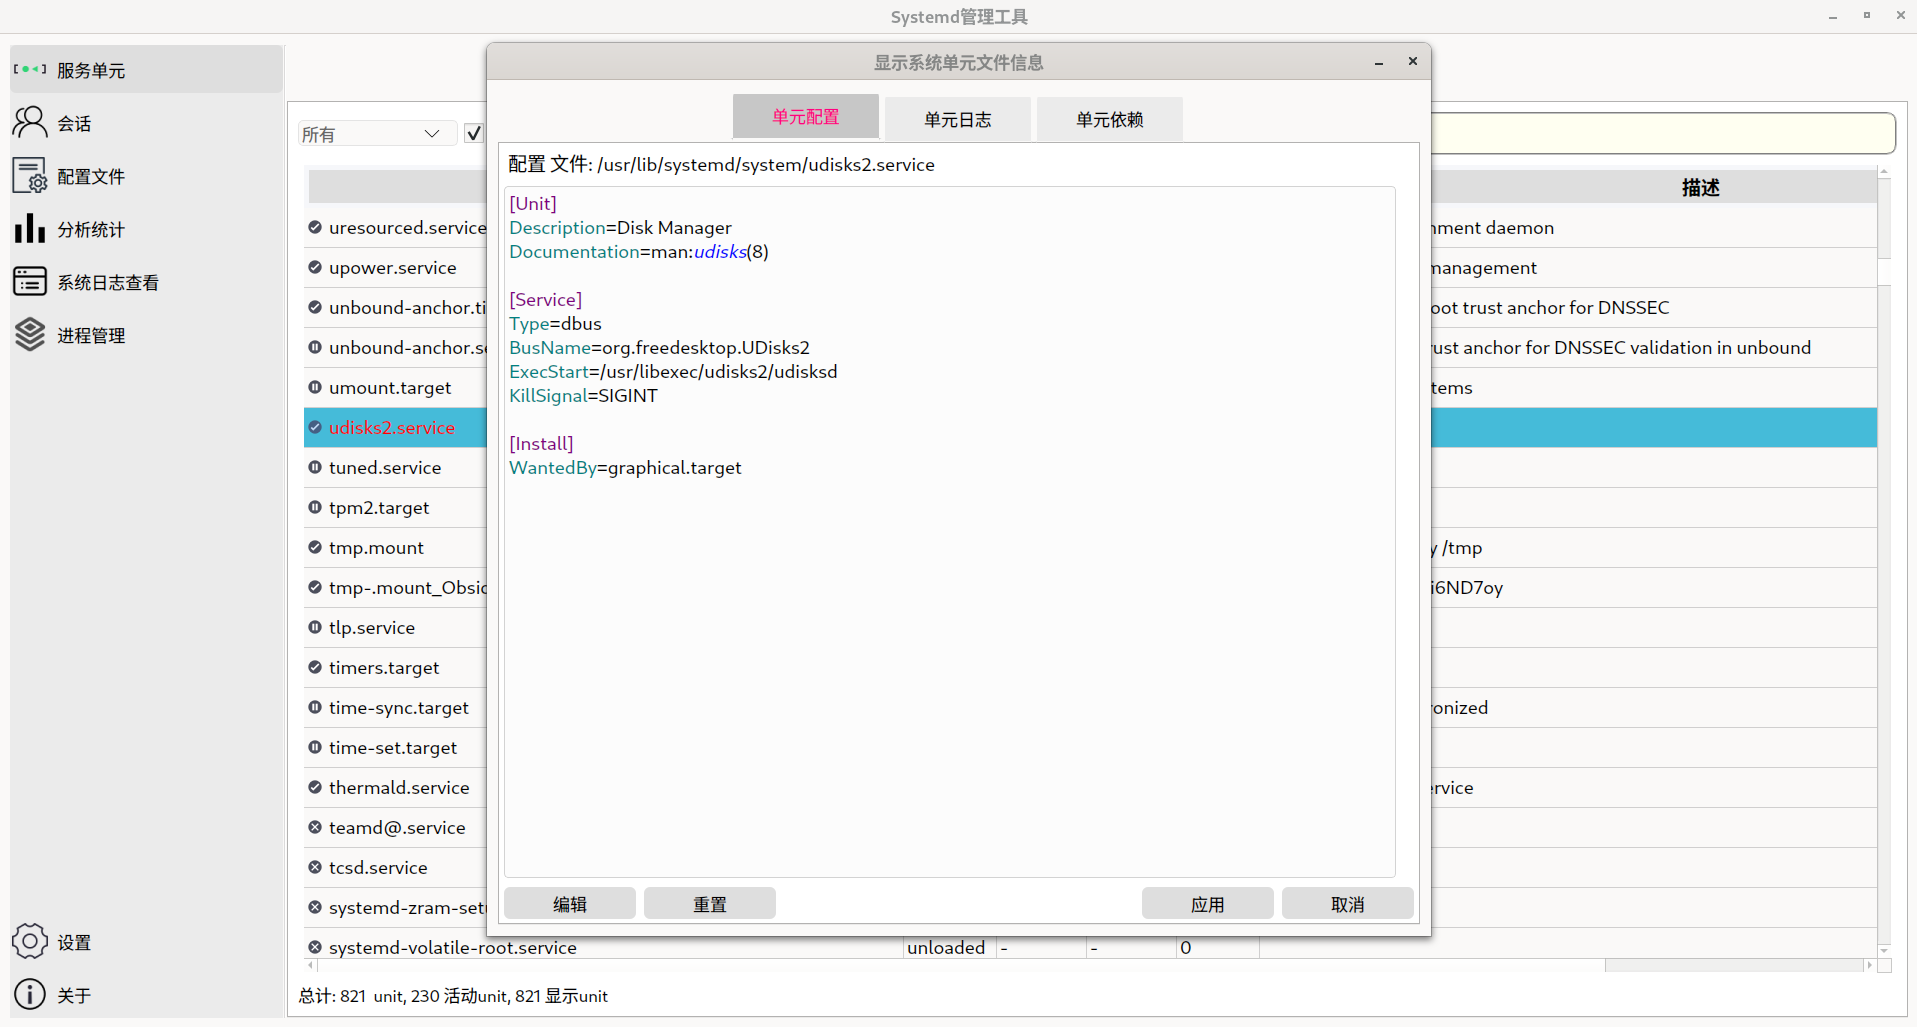 Systemd管理工具
服务单元
会话
配置文件
分析统计
系统日志查看
进程管理
设置
关于
所有
描述
uresourced.service
upower.service
unbound-anchor.ti
unbound-anchor.se
umount.target
udisks2.service
tuned.service
tpm2.target
tmp.mount
tmp-.mount_Obsid
tlp.service
timers.target
time-sync.target
time-set.target
thermald.service
teamd@.service
tcsd.service
systemd-zram-setu
systemd-volatile-root.service unloaded - - 0
nment daemon
management
oot trust anchor for DNSSEC
rust anchor for DNSSEC validation in unbound
tems
y /tmp
i6ND7oy
ronized
ervice
总计: 821 unit, 230 活动unit, 821 显示unit
显示系统单元文件信息
单元配置 单元日志 单元依赖
配置 文件: /usr/lib/systemd/system/udisks2.service
[Unit]
Description=Disk Manager
Documentation=man:udisks(8)
[Service]
Type=dbus
BusName=org.freedesktop.UDisks2
ExecStart=/usr/libexec/udisks2/udisksd
KillSignal=SIGINT
[Install]
WantedBy=graphical.target
编辑 重置 应用 取消